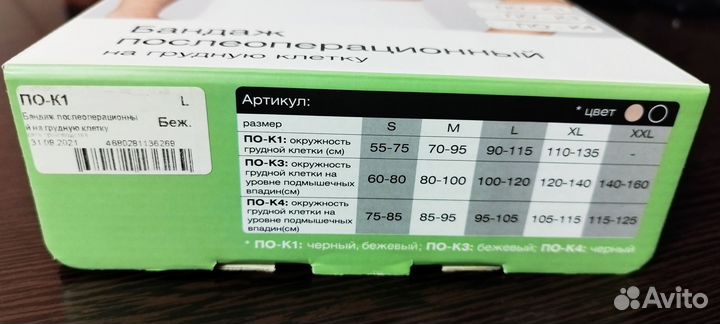 Бандаж
послеоперационный
на грудную клетку
ПО-К1 L
Бандаж послеоперационны
й на грудную клетку Беж.
31.08.2021 4680281136268
Артикул:
* цвет
размер S M L XL XXL
ПО-К1: окружность грудной клетки (см) 55-75 70-95 90-115 110-135 -
ПО-К3: окружность
грудной клетки на
уровне подмышечных
впадин(см) 60-80 80-100 100-120 120-140 140-160
ПО-К4: окружность
грудной клетки на
уровне подмышечных
впадин(см) 75-85 85-95 95-105 105-115 115-125
* ПО-К1: черный, бежевый; ПО-К3: бежевый; ПО-К4: черный
Avito